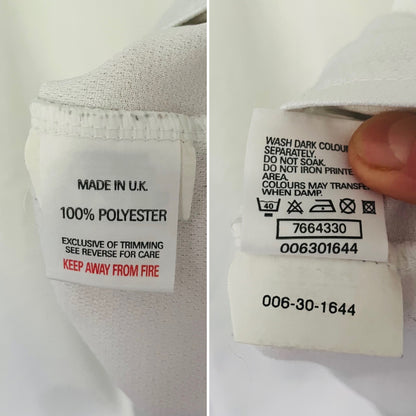 MADE IN U.K.
100% POLYESTER
EXCLUSIVE OF TRIMMING
SEE REVERSE FOR CARE
KEEP AWAY FROM FIRE
WASH DARK COLOU
SEPARATELY.
DO NOT SOAK.
DO NOT IRON PRINTE
AREA.
COLOURS MAY TRANSFE
WHEN DAMP.
40
7664330
006301644
006-30-1644